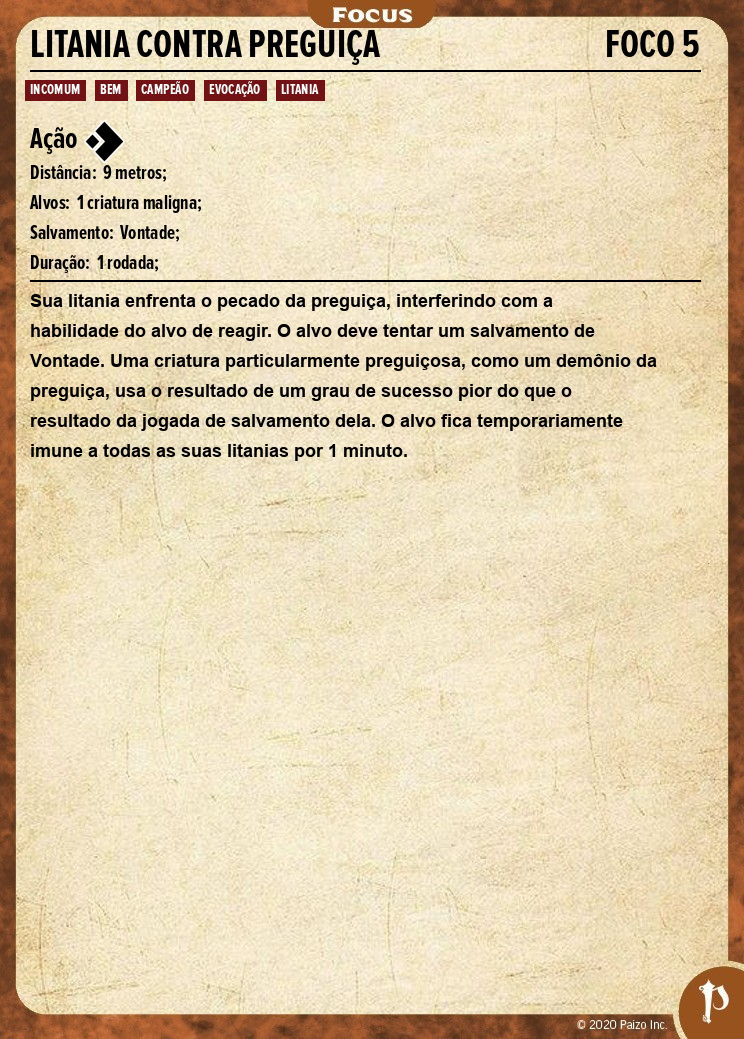 Focus
LITANIA CONTRA PREGUIÇA FOCO 5
INCOMUM BEM CAMPEÃO EVOCAÇÃO LITANIA
Ação
Distância: 9 metros;
Alvos: 1 criatura maligna;
Salvamento: Vontade;
Duração: 1 rodada;
Sua litania enfrenta o pecado da preguiça, interferindo com a
habilidade do alvo de reagir. O alvo deve tentar um salvamento de
Vontade. Uma criatura particularmente preguiçosa, como um demônio da
preguiça, usa o resultado de um grau de sucesso pior do que o
resultado da jogada de salvamento dela. O alvo fica temporariamente
imune a todas as suas litanias por 1 minuto.
© 2020 Paizo Inc.
P